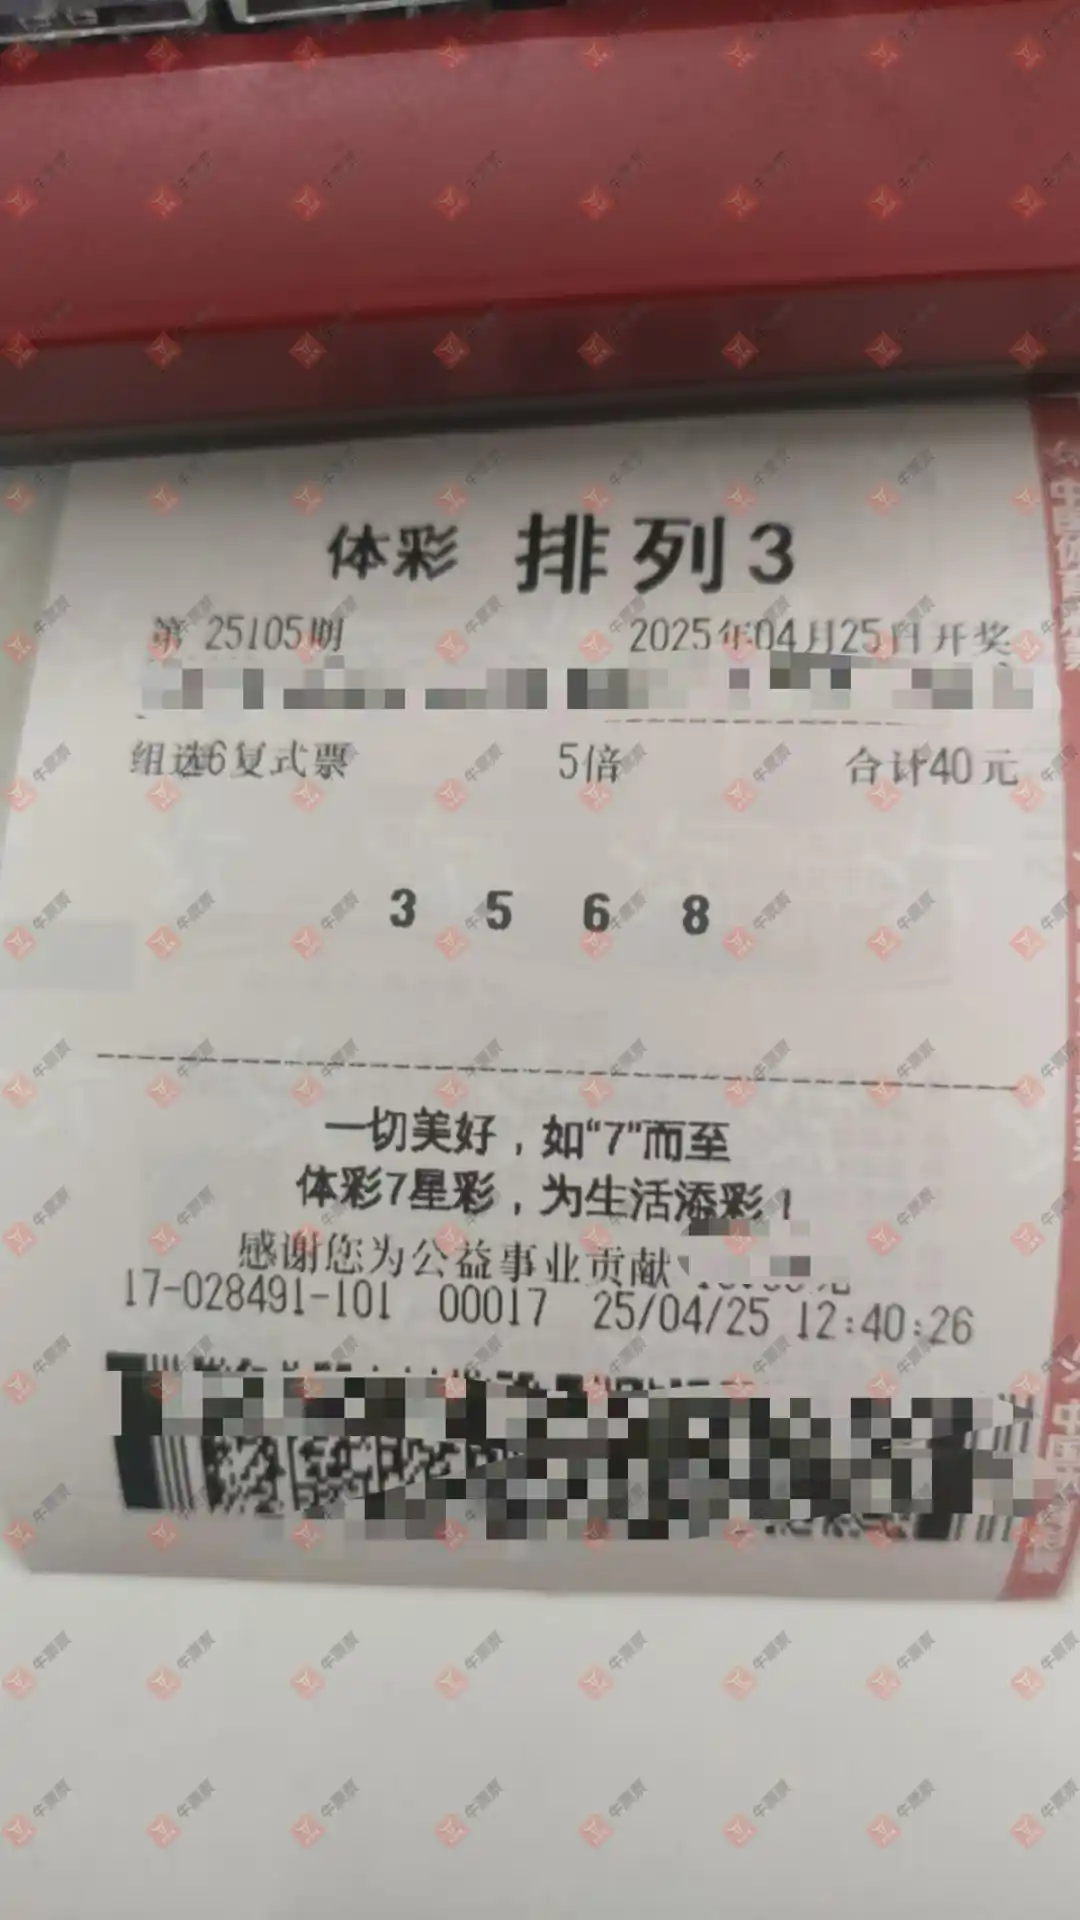 体彩 排列3
第 25105期 2025年04月25日开奖
组选6复式票 5倍 合计40元
3 5 6 8
一切美好，如“7”而至
体彩7星彩，为生活添彩！
感谢您为公益事业贡献
17-028491-101 00017 25/04/25 12:40:26
牛票票